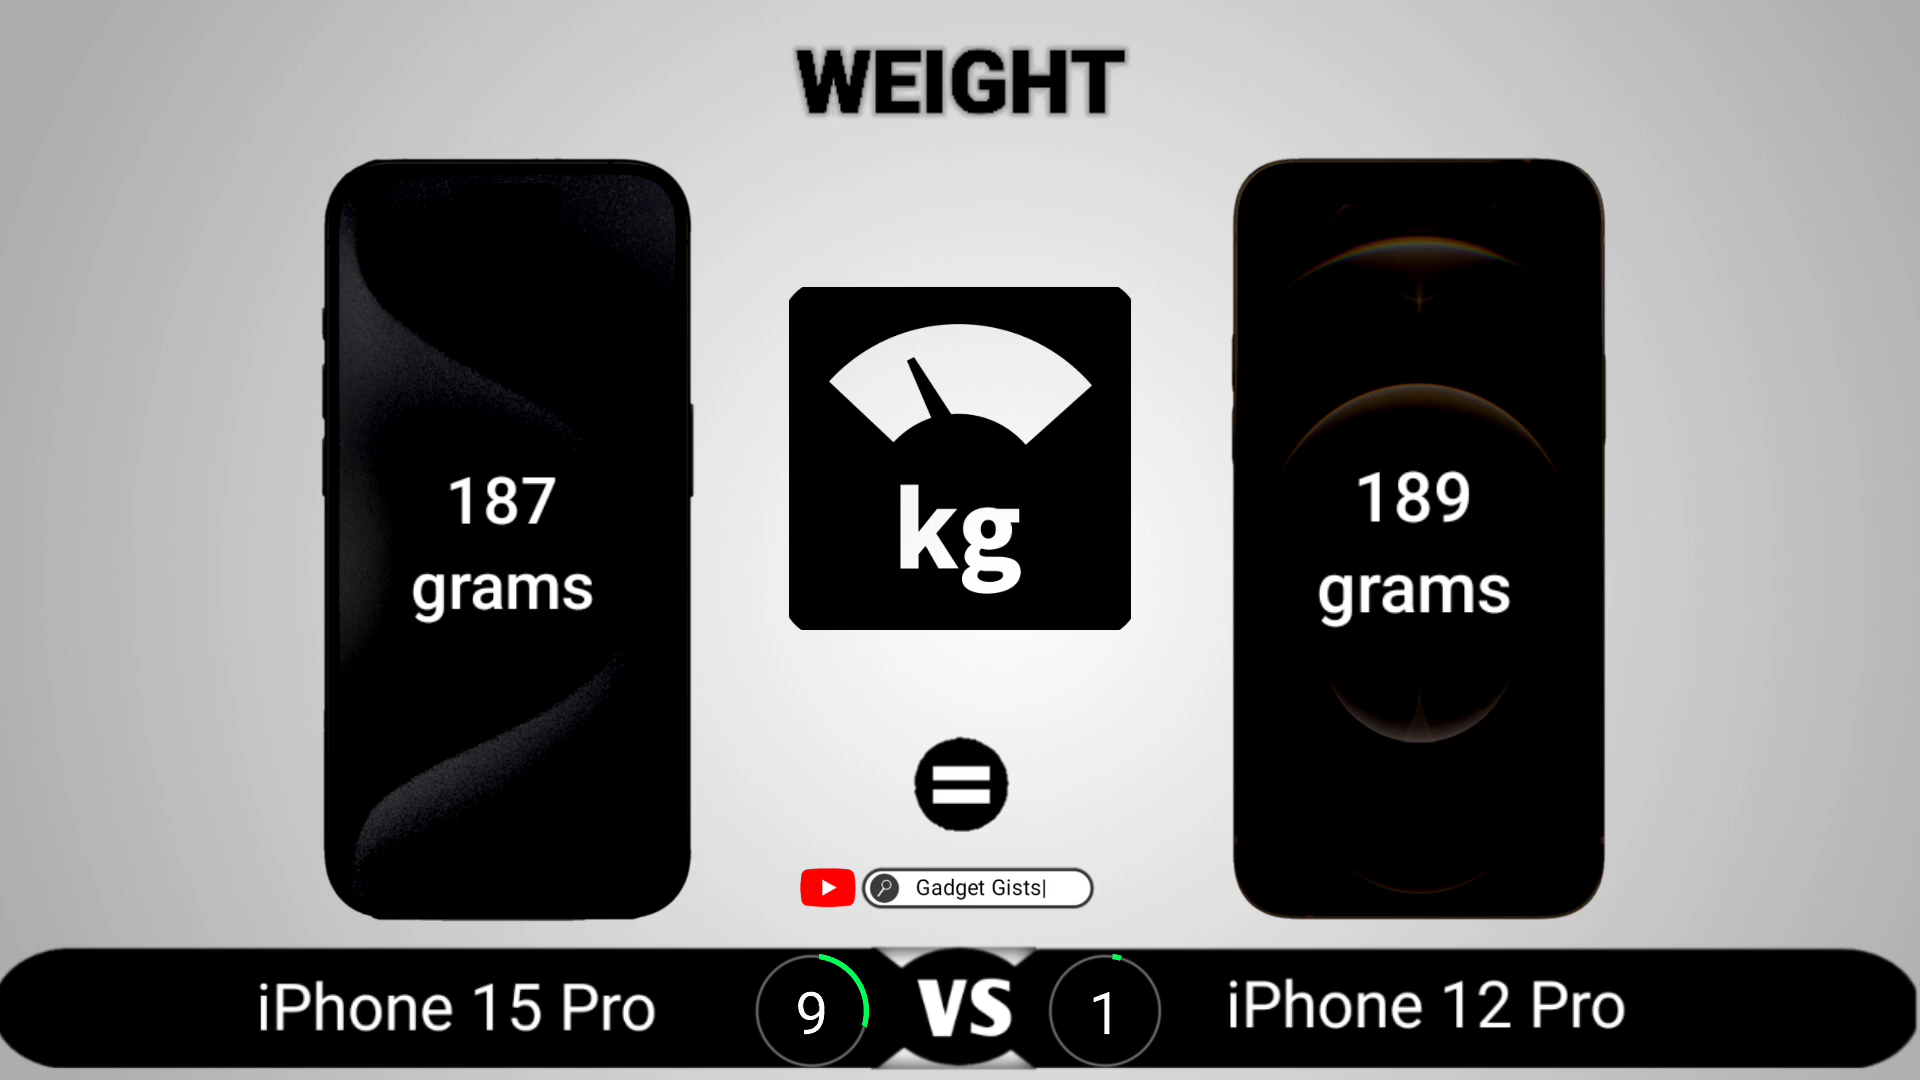 WEIGHT
187
grams
kg
189
grams
Gadget Gists|
iPhone 15 Pro
9
VS
1
iPhone 12 Pro